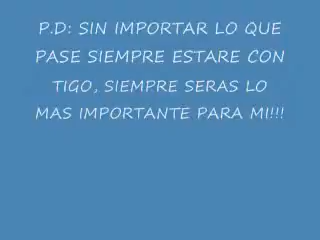 P.D: SIN IMPORTAR LO QUE
PASE SIEMPRE ESTARE CON
TIGO, SIEMPRE SERAS LO
MAS IMPORTANTE PARA MI!!!